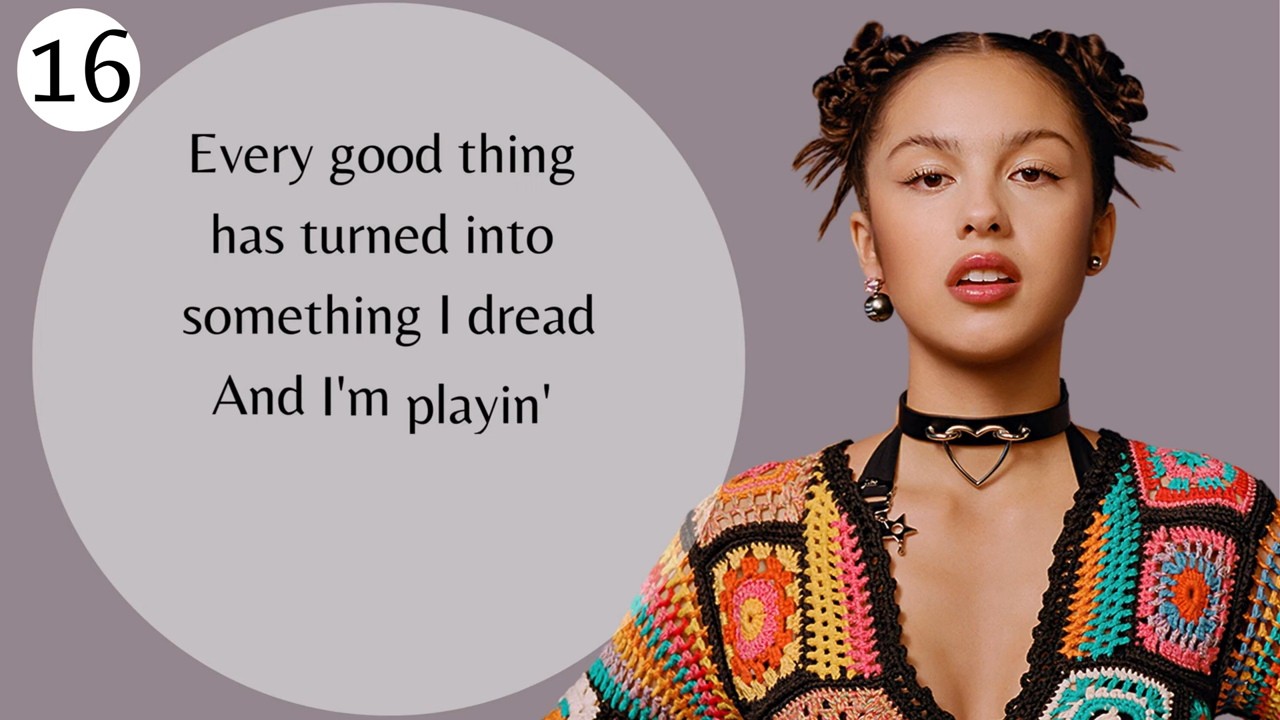 16
Every good thing
has turned into
something I dread
And I'm playin'